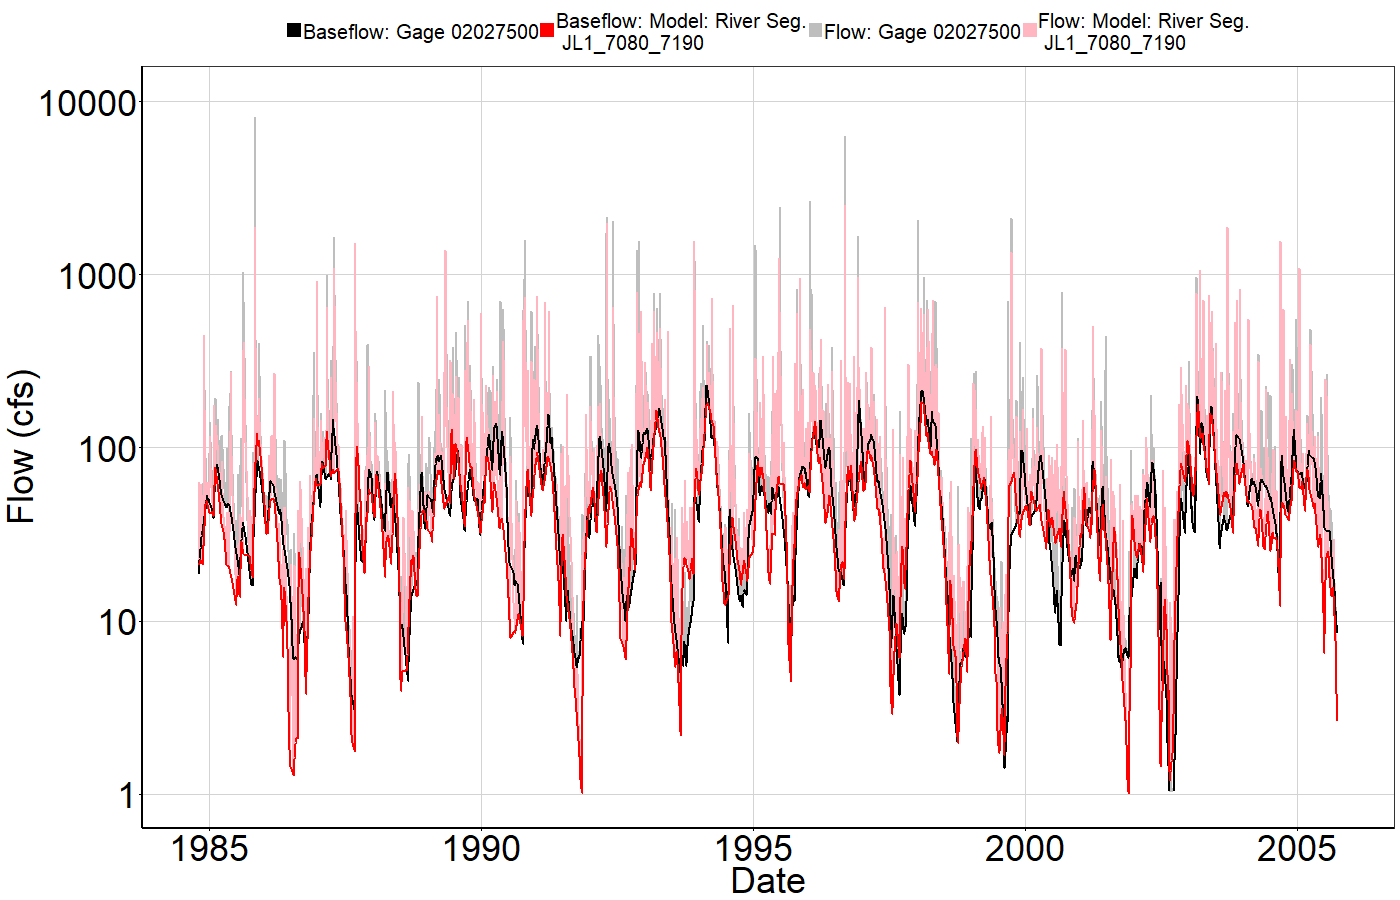 Baseflow: Gage 02027500
Baseflow: Model: River Seg.
JL1_7080_7190
Flow: Gage 02027500
Flow: Model: River Seg.
JL1_7080_7190
Flow (cfs)
10000
1000
100
10
1
1985
1990
1995
2000
2005
Date